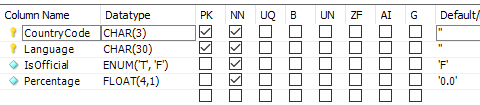 Column Name Datatype PK NN UQ B UN ZF AI G Default/
CountryCode CHAR(3) ''
Language CHAR(30) ''
IsOfficial ENUM('T', 'F') 'F'
Percentage FLOAT(4,1) '0.0'